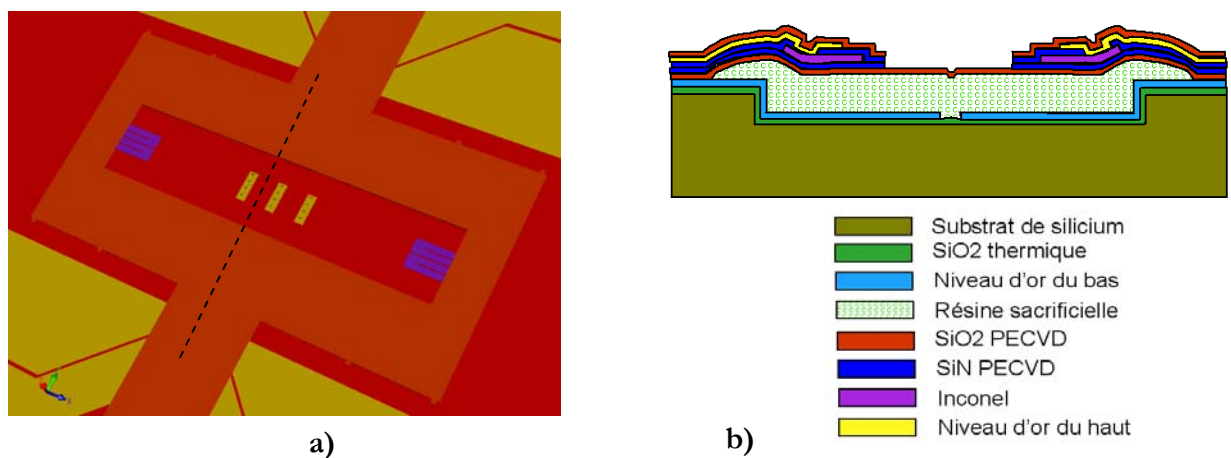 Substrat de silicium
SiO2 thermique
Niveau d'or du bas
Résine sacrificielle
SiO2 PECVD
SiN PECVD
Inconel
Niveau d'or du haut
a)
b)